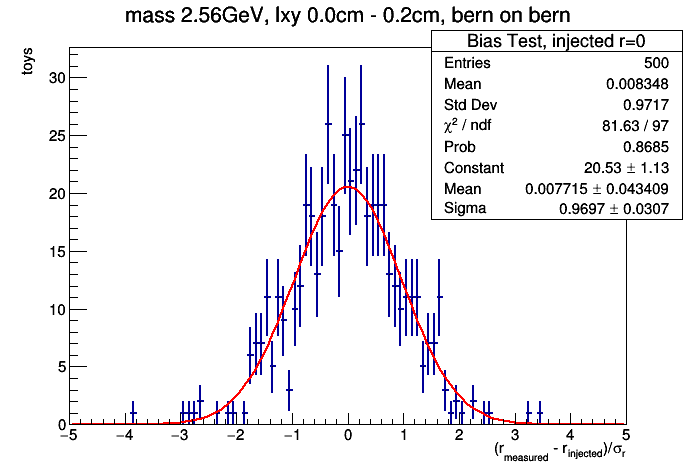 mass 2.56GeV, lxy 0.0cm - 0.2cm, bern on bern
Bias Test, injected r=0
Entries 500
Mean 0.008348
Std Dev 0.9717
χ² / ndf 81.63 / 97
Prob 0.8685
Constant 20.53 ± 1.13
Mean 0.007715 ± 0.043409
Sigma 0.9697 ± 0.0307
toys
30
25
20
15
10
5
0
−5 −4 −3 −2 −1 0 1 2 3 4 5
(r_measured - r_injected)/σ_r